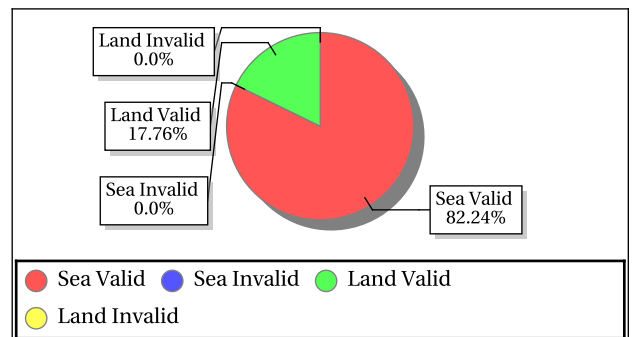 Land Invalid
0.0%
Land Valid
17.76%
Sea Invalid
0.0%
Sea Valid
82.24%
Sea Valid Sea Invalid Land Valid
Land Invalid